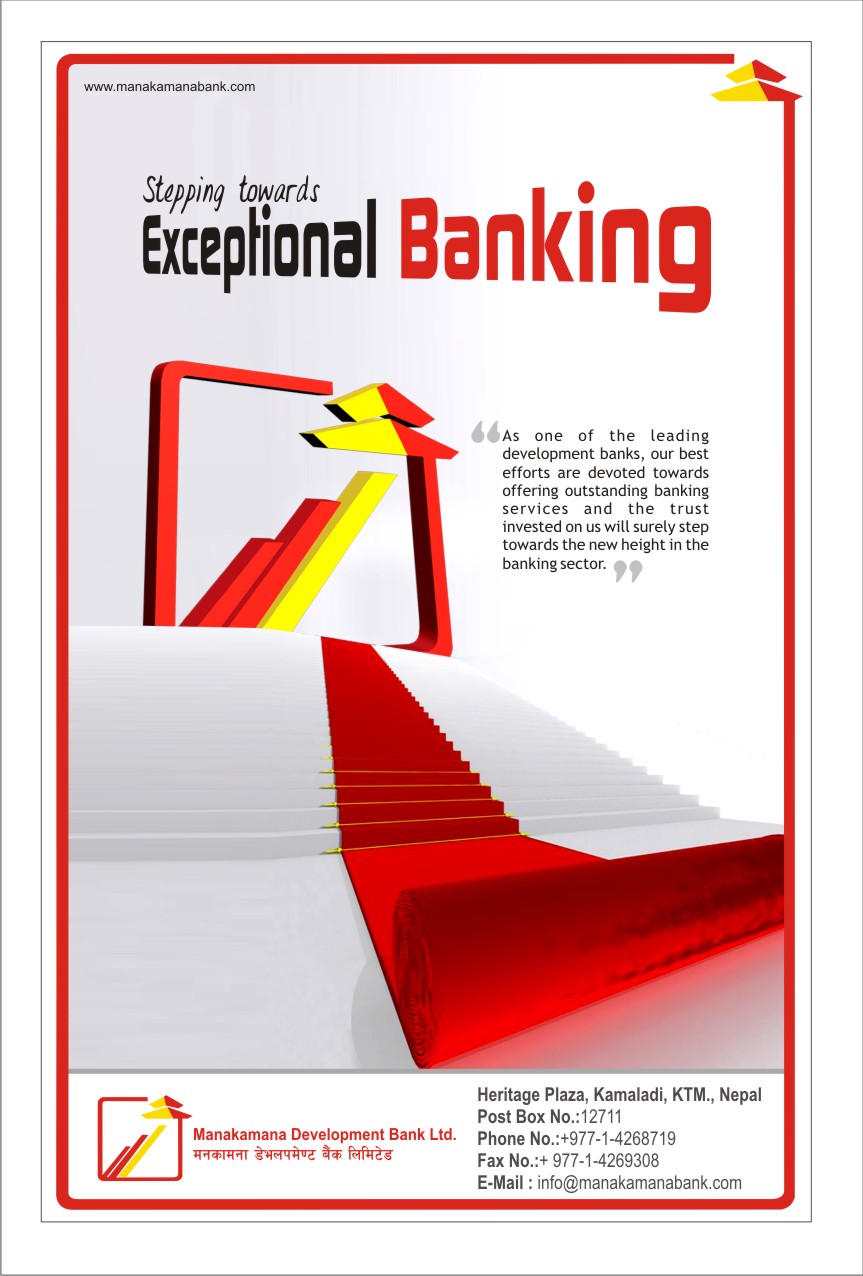 www.manakamanabank.com
Stepping towards
Exceptional Banking
“As one of the leading
development banks, our best
efforts are devoted towards
offering outstanding banking
services and the trust
invested on us will surely step
towards the new height in the
banking sector.”
Manakamana Development Bank Ltd.
मनकामना डेभलपमेण्ट बैंक लिमिटेड
Heritage Plaza, Kamaladi, KTM., Nepal
Post Box No.:12711
Phone No.:+977-1-4268719
Fax No.:+ 977-1-4269308
E-Mail : info@manakamanabank.com